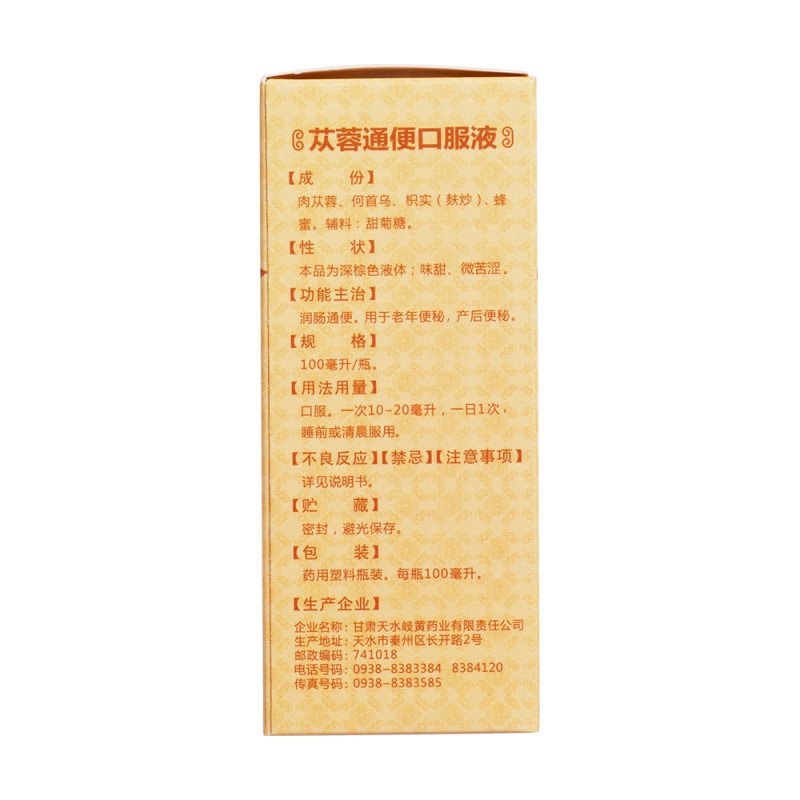 苁蓉通便口服液
【成 份】
肉苁蓉、何首乌、枳实（麸炒）、蜂
蜜。辅料：甜菊糖。
【性 状】
本品为深棕色液体；味甜、微苦涩。
【功能主治】
润肠通便。用于老年便秘，产后便秘。
【规 格】
100毫升/瓶。
【用法用量】
口服。一次10-20毫升，一日1次，
睡前或清晨服用。
【不良反应】【禁忌】【注意事项】
详见说明书。
【贮 藏】
密封，避光保存。
【包 装】
药用塑料瓶装。每瓶100毫升。
【生产企业】
企业名称：甘肃天水岐黄药业有限责任公司
生产地址：天水市秦州区长开路2号
邮政编码：741018
电话号码：0938-8383384 8384120
传真号码：0938-8383585